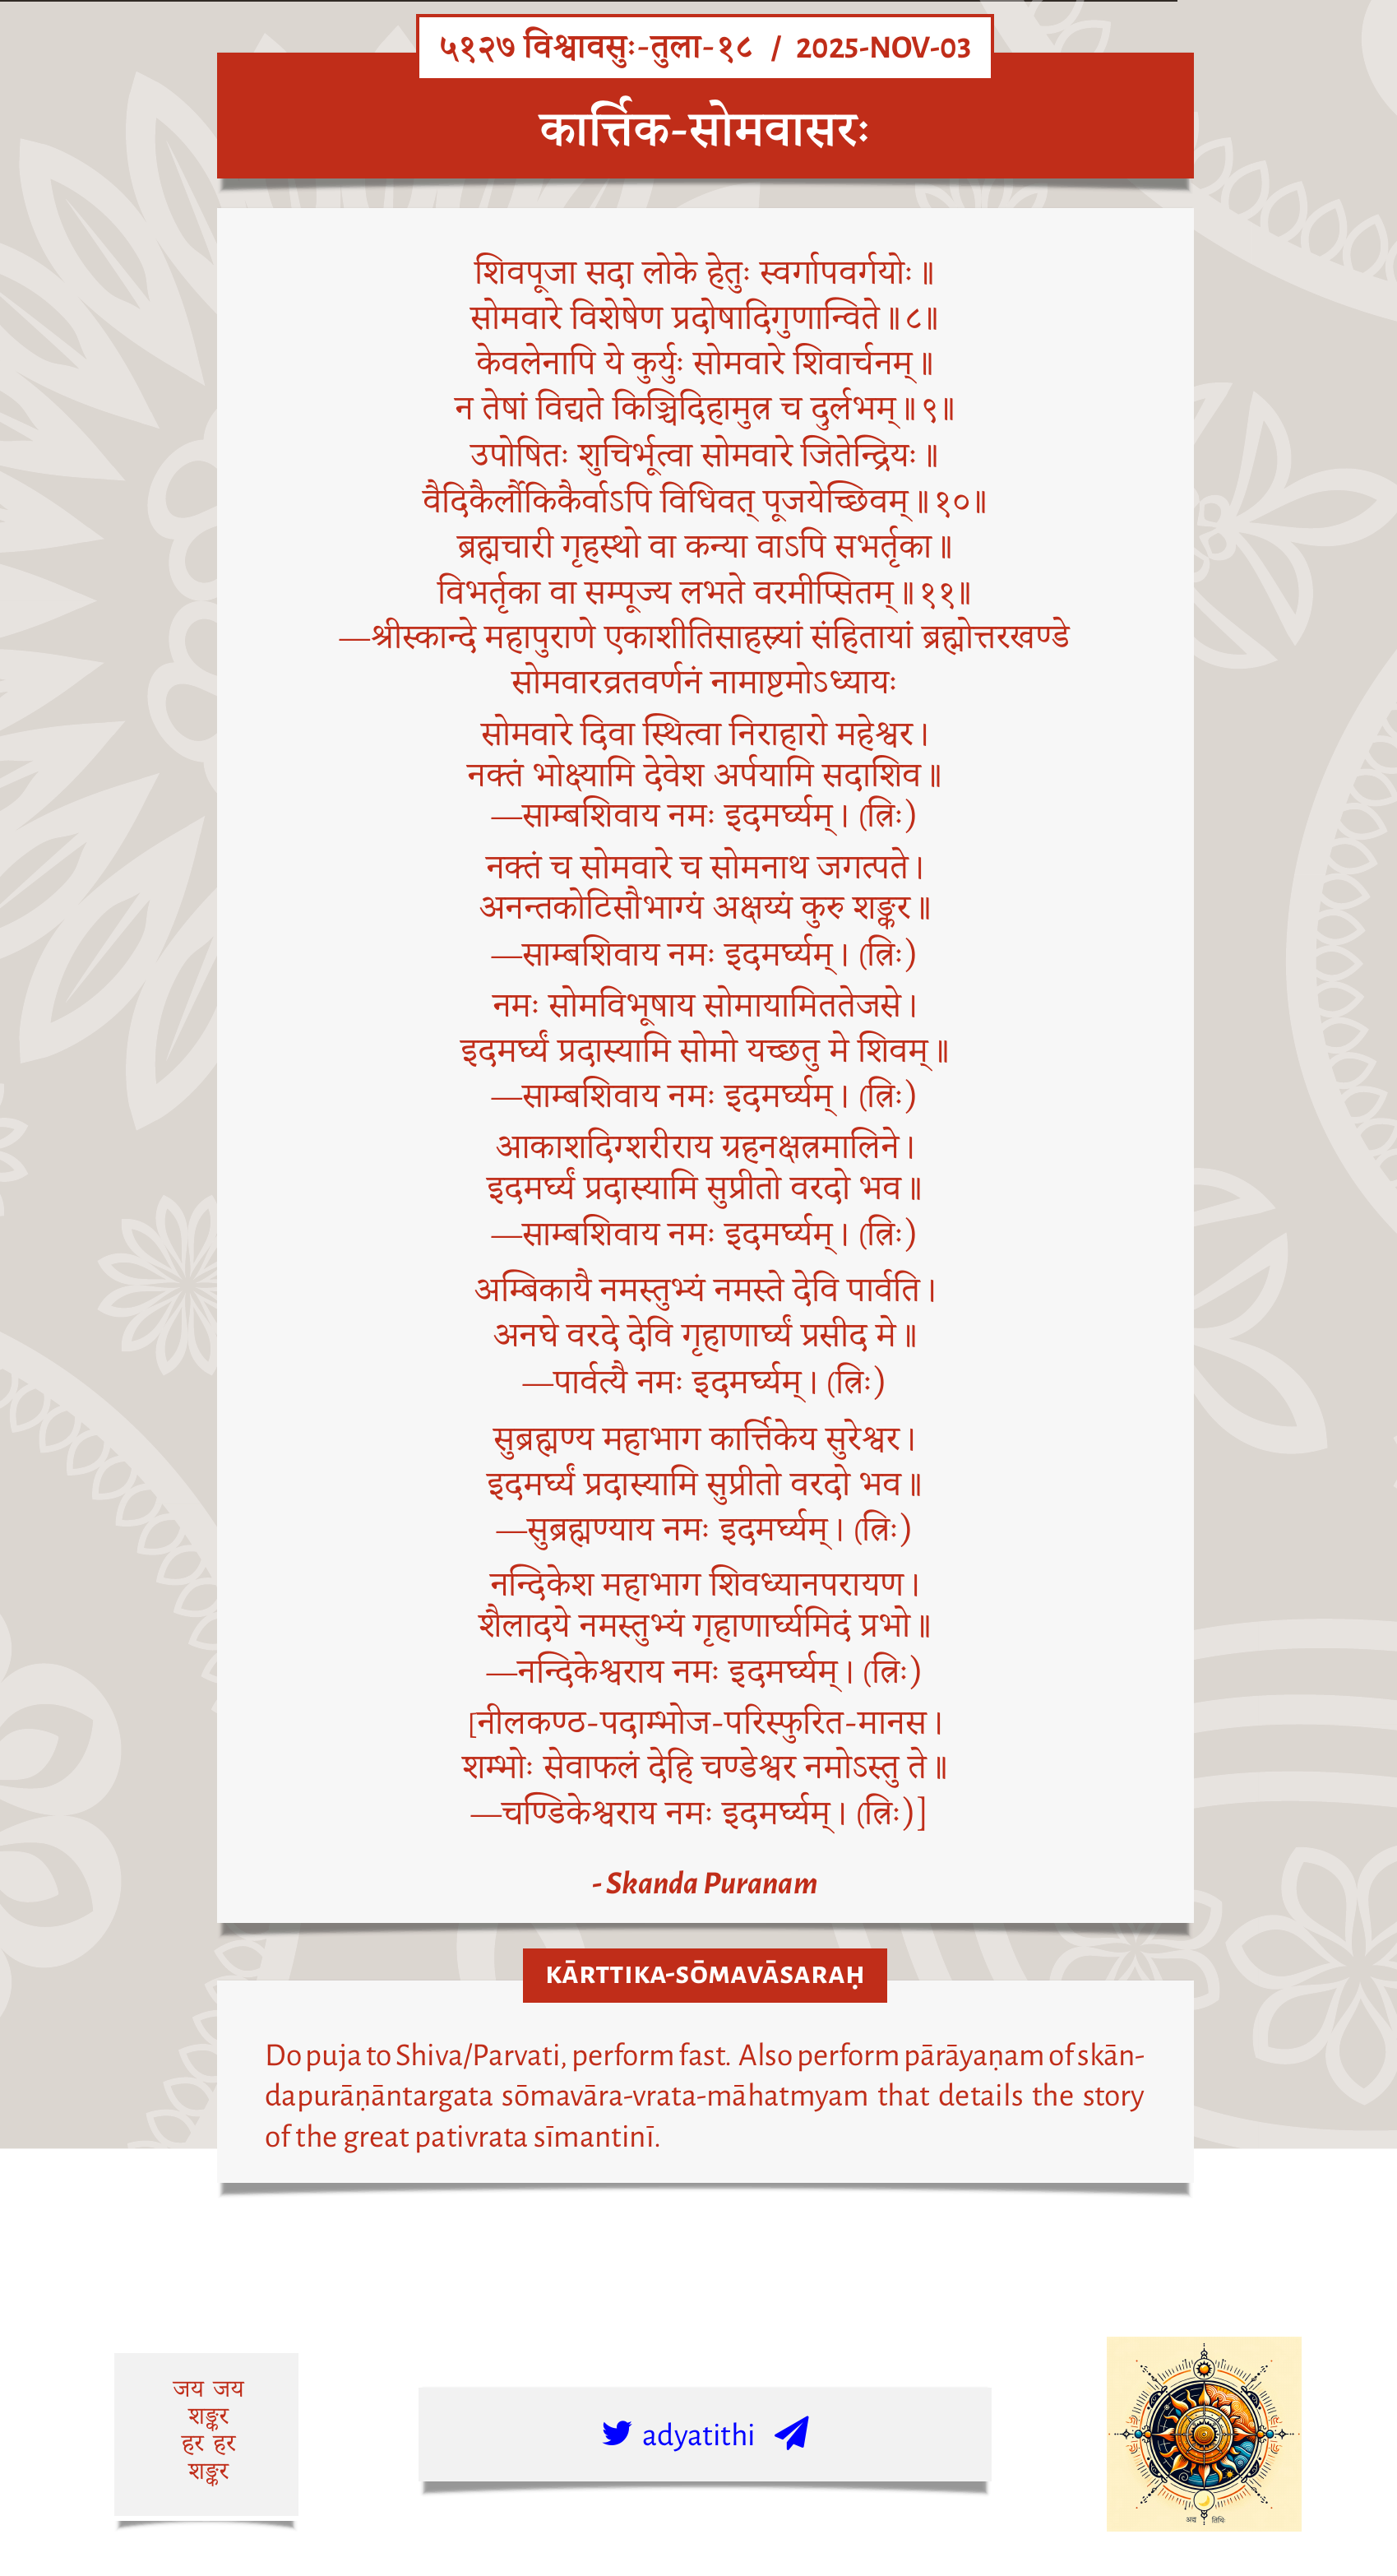 ५१२७ विश्वावसुः-तुला-१८ / 2025-NOV-03
कार्त्तिक-सोमवासरः
शिवपूजा सदा लोके हेतुः स्वर्गापवर्गयोः॥
सोमवारे विशेषेण प्रदोषादिगुणान्विते॥८॥
केवलेनापि ये कुर्युः सोमवारे शिवार्चनम्॥
न तेषां विद्यते किञ्चिदिहामुत्र च दुर्लभम्॥९॥
उपोषितः शुचिर्भूत्वा सोमवारे जितेन्द्रियः॥
वैदिकैर्लौकिकैर्वाऽपि विधिवत् पूजयेच्छिवम्॥१०॥
ब्रह्मचारी गृहस्थो वा कन्या वाऽपि सभर्तृका॥
विभर्तृका वा सम्पूज्य लभते वरमीप्सितम्॥११॥
—श्रीस्कान्दे महापुराणे एकाशीतिसाहस्र्यां संहितायां ब्रह्मोत्तरखण्डे
सोमवारव्रतवर्णनं नामाष्टमोऽध्यायः
सोमवारे दिवा स्थित्वा निराहारो महेश्वर।
नक्तं भोक्ष्यामि देवेश अर्पयामि सदाशिव॥
—साम्बशिवाय नमः इदमर्घ्यम्। (त्रिः)
नक्तं च सोमवारे च सोमनाथ जगत्पते।
अनन्तकोटिसौभाग्यं अक्षय्यं कुरु शङ्कर॥
—साम्बशिवाय नमः इदमर्घ्यम्। (त्रिः)
नमः सोमविभूषाय सोमायामिततेजसे।
इदमर्घ्यं प्रदास्यामि सोमो यच्छतु मे शिवम्॥
—साम्बशिवाय नमः इदमर्घ्यम्। (त्रिः)
आकाशदिग्शरीराय ग्रहनक्षत्रमालिने।
इदमर्घ्यं प्रदास्यामि सुप्रीतो वरदो भव॥
—साम्बशिवाय नमः इदमर्घ्यम्। (त्रिः)
अम्बिकायै नमस्तुभ्यं नमस्ते देवि पार्वति।
अनघे वरदे देवि गृहाणार्घ्यं प्रसीद मे॥
—पार्वत्यै नमः इदमर्घ्यम्। (त्रिः)
सुब्रह्मण्य महाभाग कार्त्तिकेय सुरेश्वर।
इदमर्घ्यं प्रदास्यामि सुप्रीतो वरदो भव॥
—सुब्रह्मण्याय नमः इदमर्घ्यम्। (त्रिः)
नन्दिकेश महाभाग शिवध्यानपरायण।
शैलादये नमस्तुभ्यं गृहाणार्घ्यमिदं प्रभो॥
—नन्दिकेश्वराय नमः इदमर्घ्यम्। (त्रिः)
[नीलकण्ठ-पदाम्भोज-परिस्फुरित-मानस।
शम्भोः सेवाफलं देहि चण्डेश्वर नमोऽस्तु ते॥
—चण्डिकेश्वराय नमः इदमर्घ्यम्। (त्रिः)]
- Skanda Puranam
KĀRTTIKA-SŌMAVĀSARAḤ
Do puja to Shiva/Parvati, perform fast. Also perform pārāyaṇam of skān-
dapurāṇāntargata sōmavāra-vrata-māhatmyam that details the story
of the great pativrata sīmantinī.
जय जय
शङ्कर
हर हर
शङ्कर
adyatithi
अद्य तिथिः